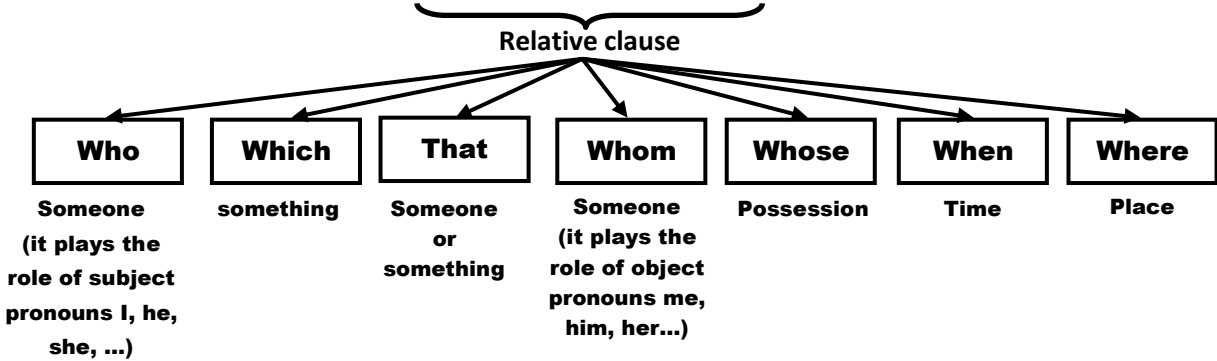 Relative clause
Who
Which
That
Whom
Whose
When
Where
Someone
(it plays the
role of subject
pronouns I, he,
she, ...)
something
Someone
or
something
Someone
(it plays the
role of object
pronouns me,
him, her...)
Possession
Time
Place